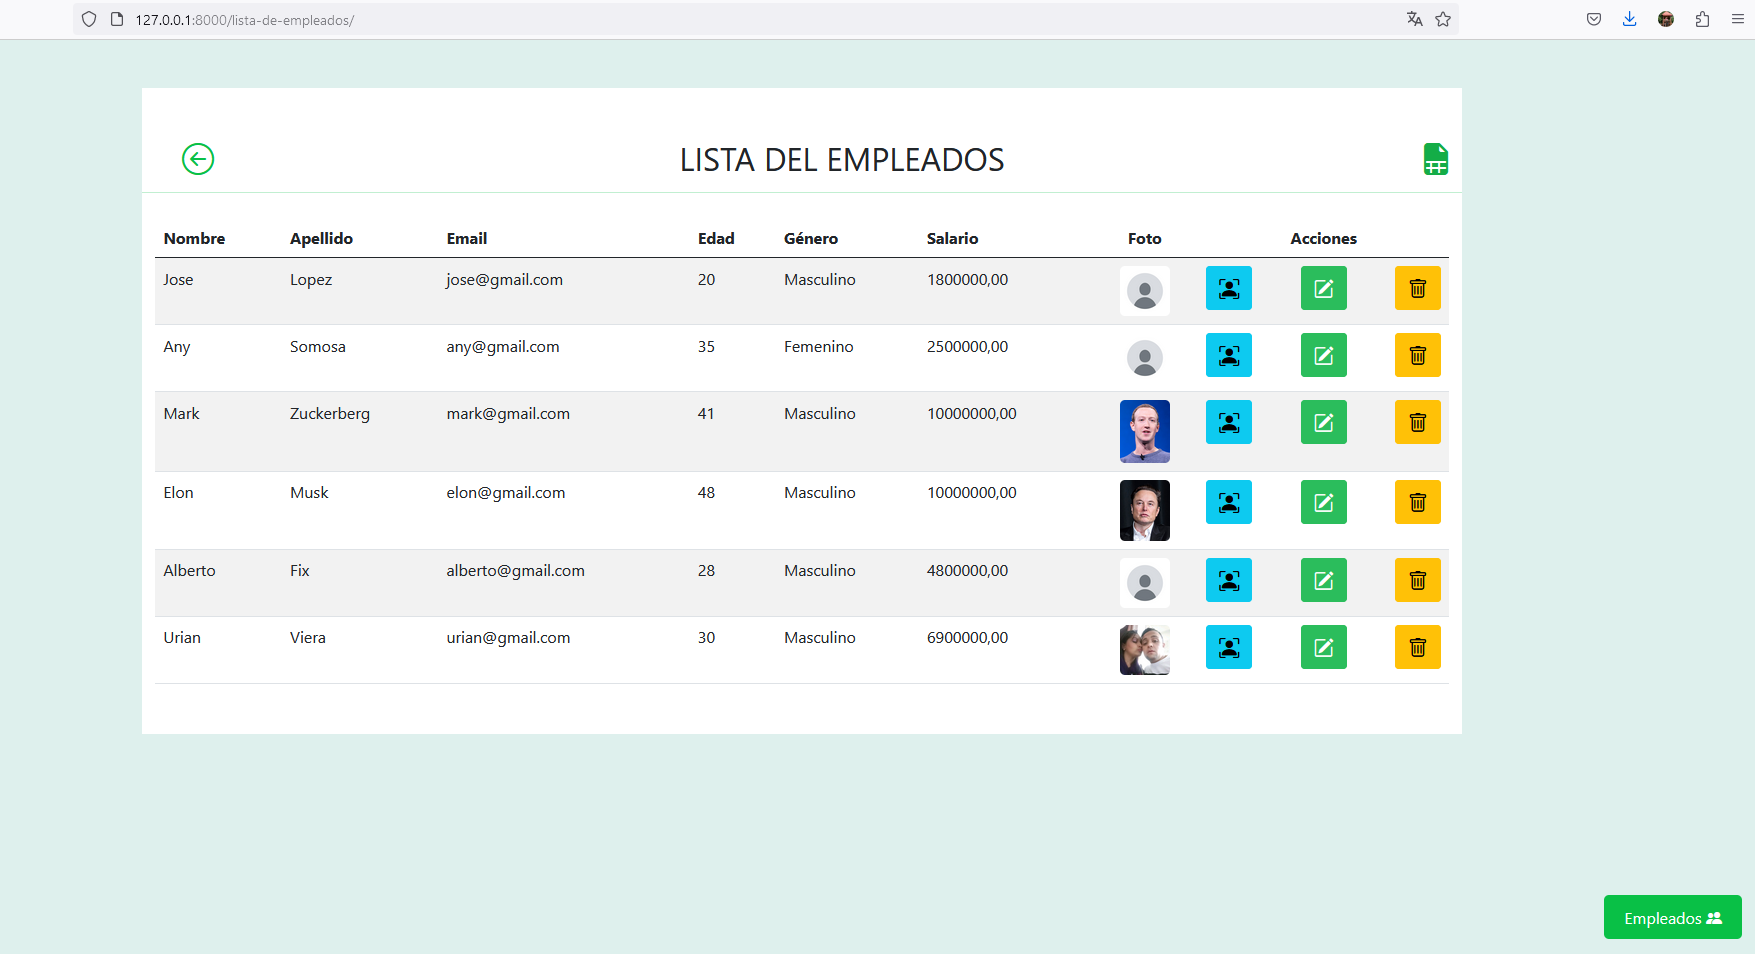 127.0.0.1:8000/lista-de-empleados/
LISTA DEL EMPLEADOS
Nombre Apellido Email Edad Género Salario Foto Acciones
Jose Lopez jose@gmail.com 20 Masculino 1800000,00
Any Somosa any@gmail.com 35 Femenino 2500000,00
Mark Zuckerberg mark@gmail.com 41 Masculino 10000000,00
Elon Musk elon@gmail.com 48 Masculino 10000000,00
Alberto Fix alberto@gmail.com 28 Masculino 4800000,00
Urian Viera urian@gmail.com 30 Masculino 6900000,00
Empleados